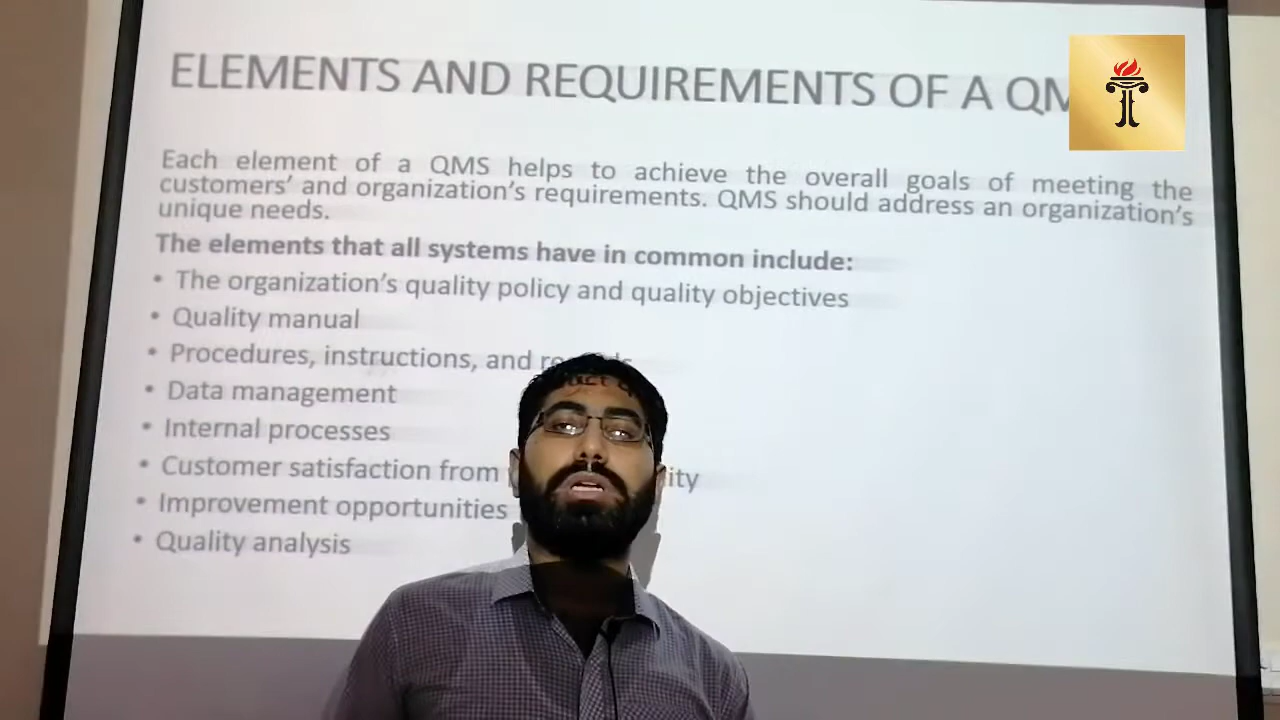 ELEMENTS AND REQUIREMENTS OF A
Each element of a QMS helps to achieve the overall goals of meeting the
customers' and organization's requirements. QMS should address an organization's
unique needs.
The elements that all systems have in common include:
• The organization's quality policy and quality objectives
• Quality manual
• Procedures, instructions, and
• Data management
• Internal processes
• Customer satisfaction from
• Improvement opportunities
• Quality analysis